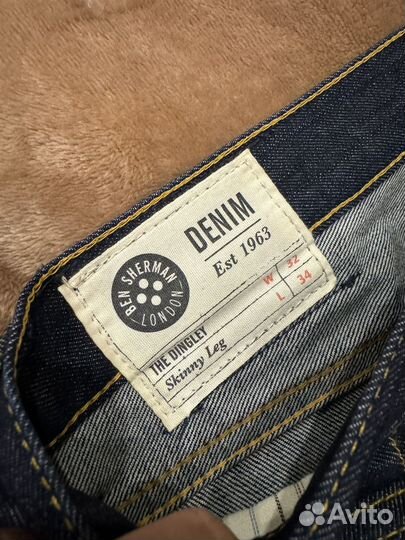 BEN SHERMAN
LONDON
DENIM
Est 1963
THE DINGLEY
Skinny Leg
W 32
L 34
Avito